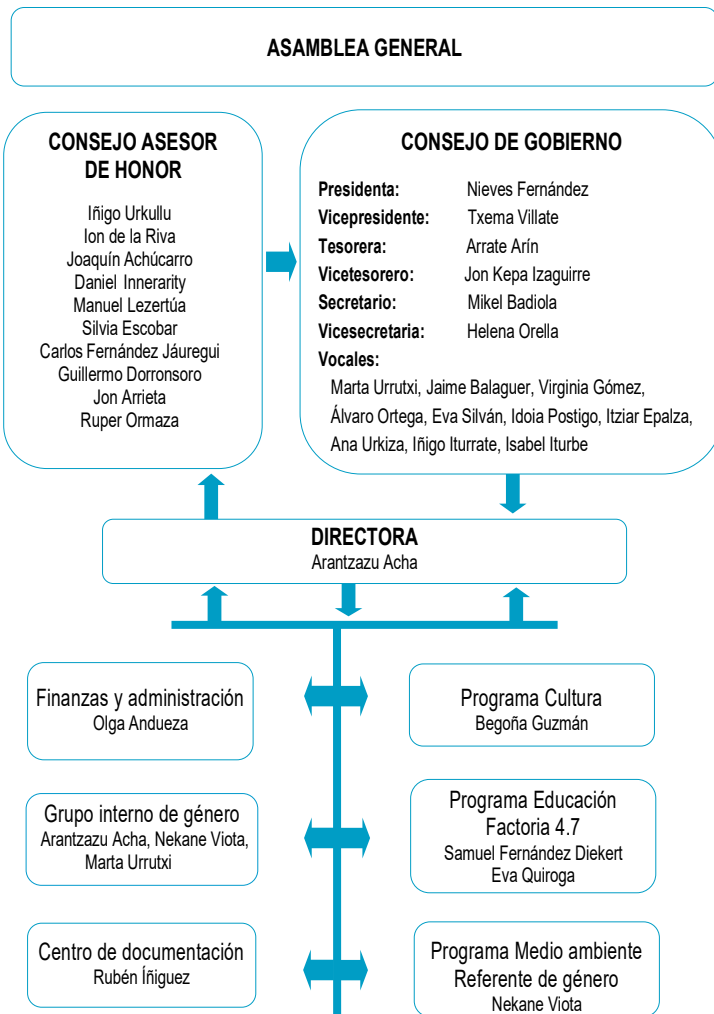 ASAMBLEA GENERAL
CONSEJO ASESOR
DE HONOR
Iñigo Urkullu
Ion de la Riva
Joaquín Achúcarro
Daniel Innerarity
Manuel Lezertúa
Silvia Escobar
Carlos Fernández Jáuregui
Guillermo Dorronsoro
Jon Arrieta
Ruper Ormaza
CONSEJO DE GOBIERNO
Presidenta: Nieves Fernández
Vicepresidente: Txema Villate
Tesorera: Arrate Arín
Vicetesorero: Jon Kepa Izaguirre
Secretario: Mikel Badiola
Vicesecretaria: Helena Orella
Vocales:
Marta Urrutxi, Jaime Balaguer, Virginia Gómez,
Álvaro Ortega, Eva Silván, Idoia Postigo, Itziar Epalza,
Ana Urkiza, Iñigo Iturrate, Isabel Iturbe
DIRECTORA
Arantzazu Acha
Finanzas y administración
Olga Andueza
Programa Cultura
Begoña Guzmán
Grupo interno de género
Arantzazu Acha, Nekane Viota,
Marta Urrutxi
Programa Educación
Factoria 4.7
Samuel Fernández Diekert
Eva Quiroga
Centro de documentación
Rubén Íñiguez
Programa Medio ambiente
Referente de género
Nekane Viota